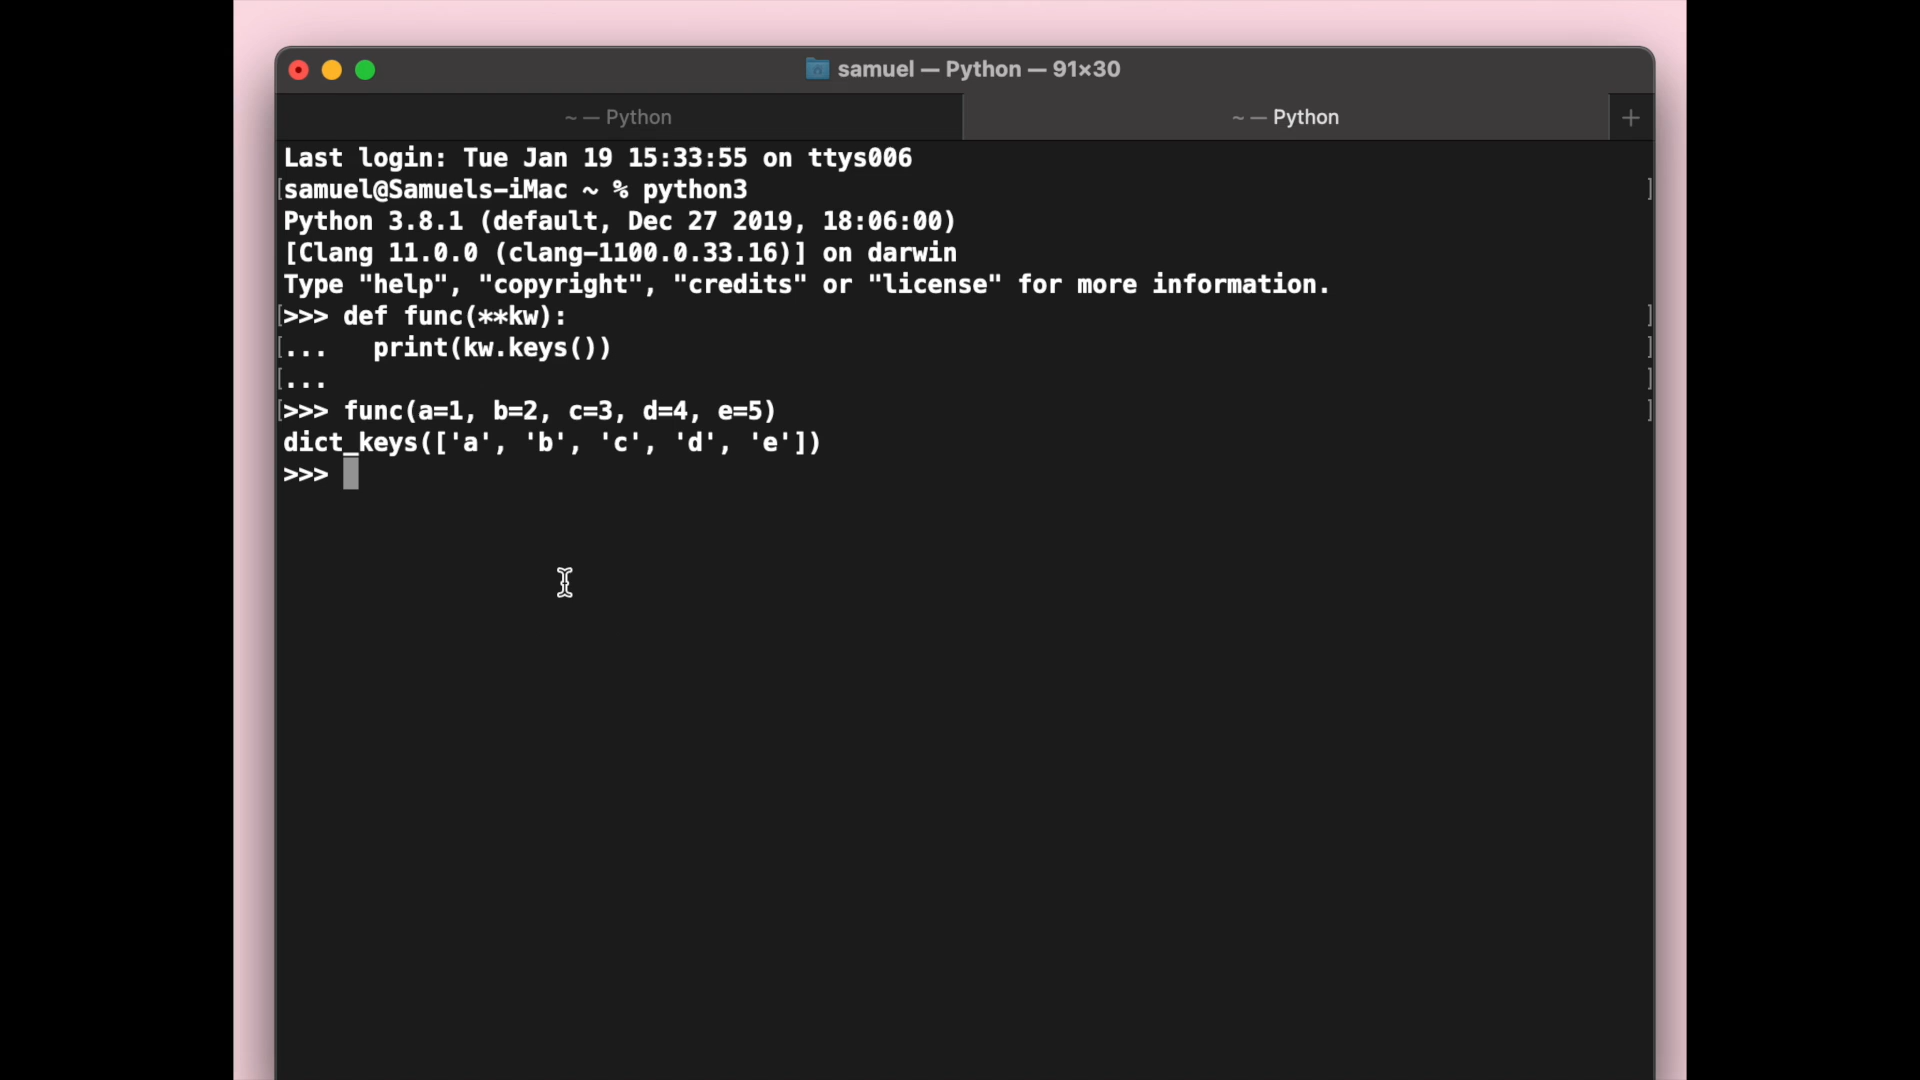 samuel — Python — 91×30
~ — Python
~ — Python
+
Last login: Tue Jan 19 15:33:55 on ttys006
[samuel@Samuels-iMac ~ % python3 ]
Python 3.8.1 (default, Dec 27 2019, 18:06:00)
[Clang 11.0.0 (clang-1100.0.33.16)] on darwin
Type "help", "copyright", "credits" or "license" for more information.
[>>> def func(**kw): ]
[...   print(kw.keys()) ]
[... ]
[>>> func(a=1, b=2, c=3, d=4, e=5) ]
dict_keys(['a', 'b', 'c', 'd', 'e'])
>>>